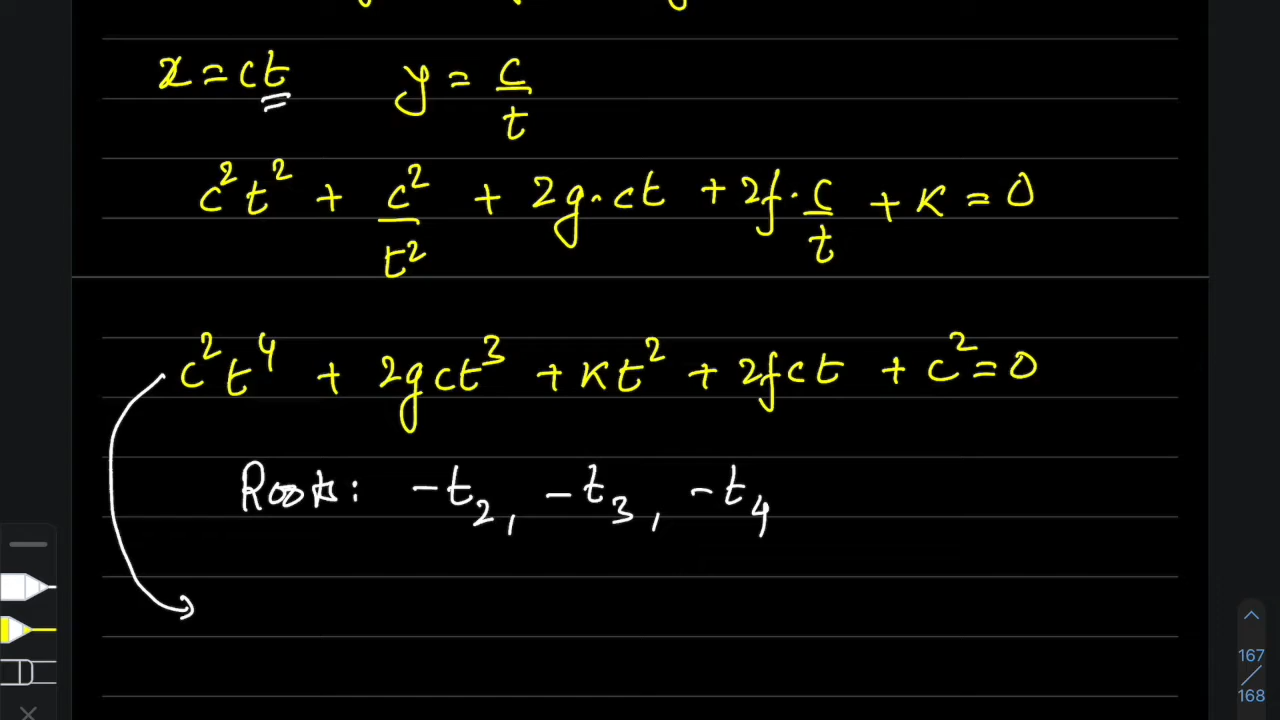 x = ct y = c/t
c²t² + c²/t² + 2g·ct + 2f·c/t + K = 0
c²t⁴ + 2gct³ + Kt² + 2fct + c² = 0
Roots: -t₂, -t₃, -t₄
167
/
168